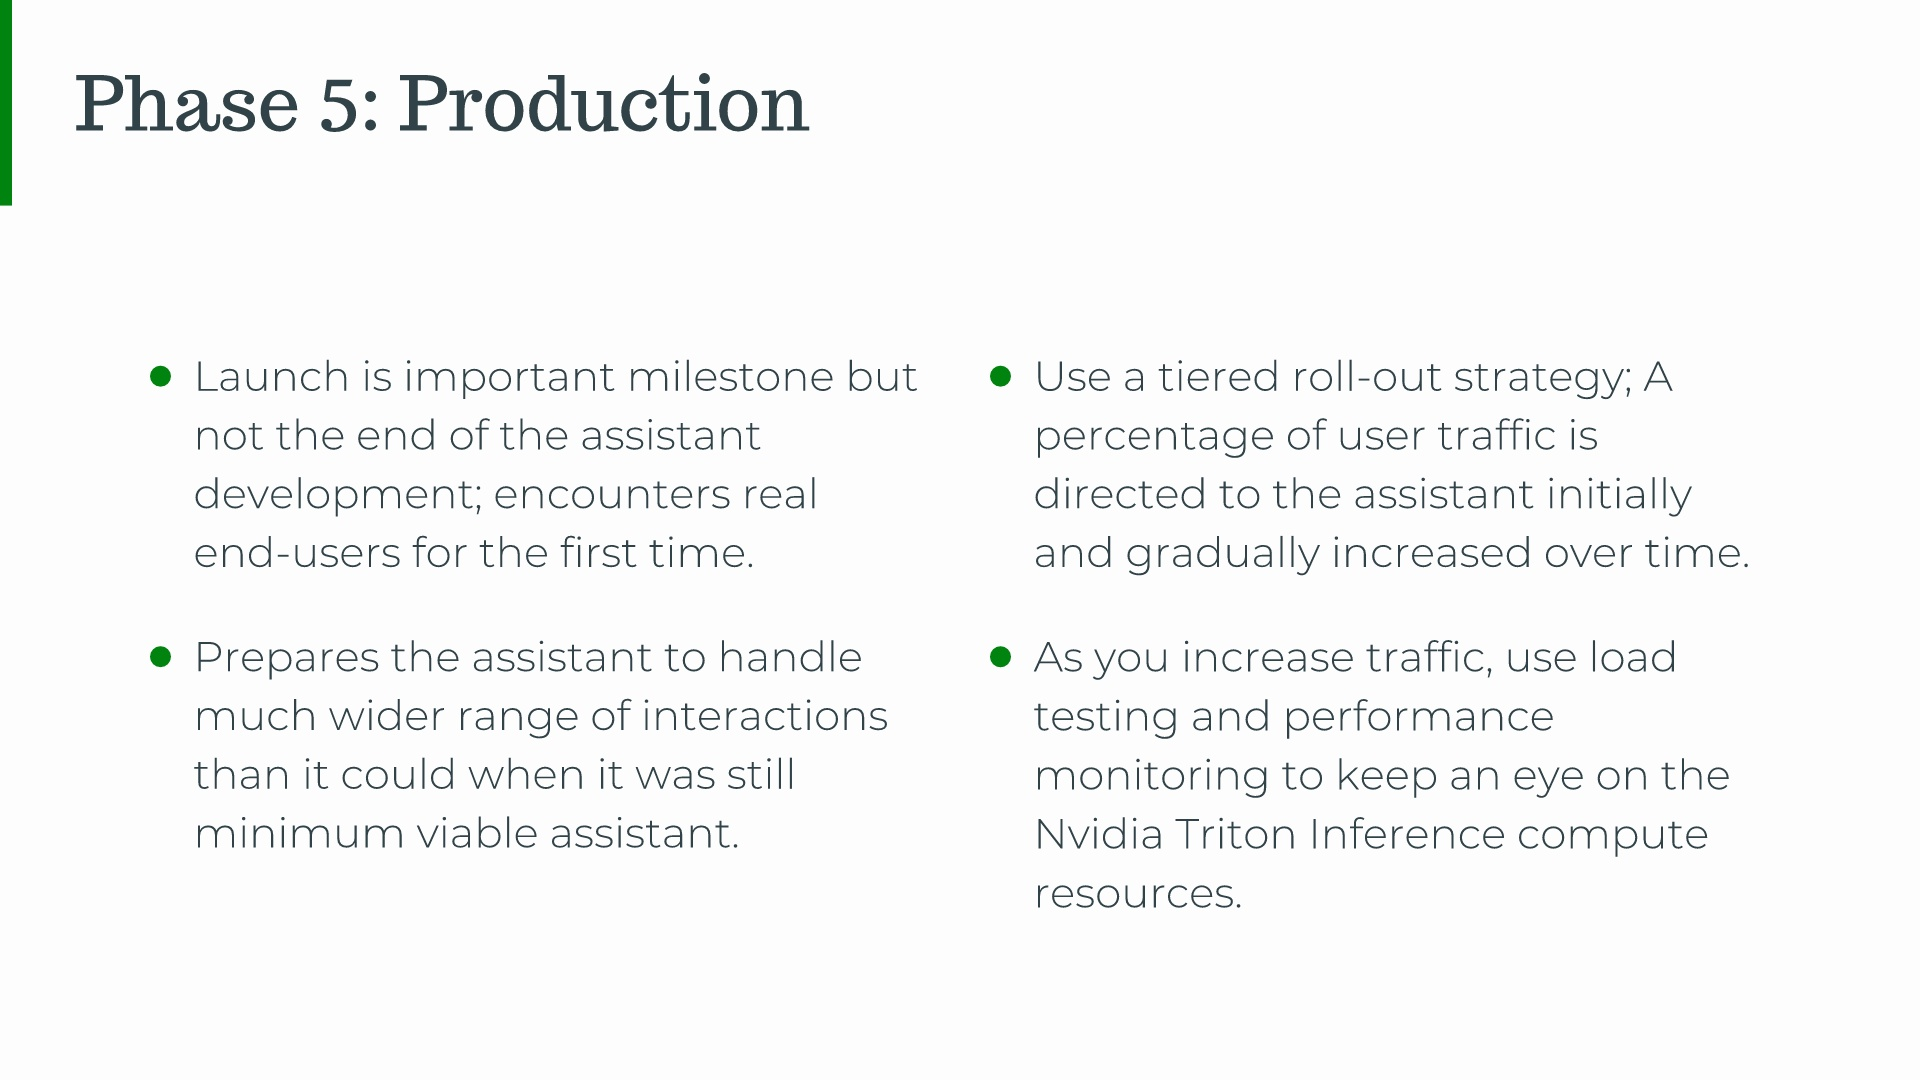 Phase 5: Production
Launch is important milestone but
not the end of the assistant
development; encounters real
end-users for the first time.
Prepares the assistant to handle
much wider range of interactions
than it could when it was still
minimum viable assistant.
Use a tiered roll-out strategy; A
percentage of user traffic is
directed to the assistant initially
and gradually increased over time.
As you increase traffic, use load
testing and performance
monitoring to keep an eye on the
Nvidia Triton Inference compute
resources.